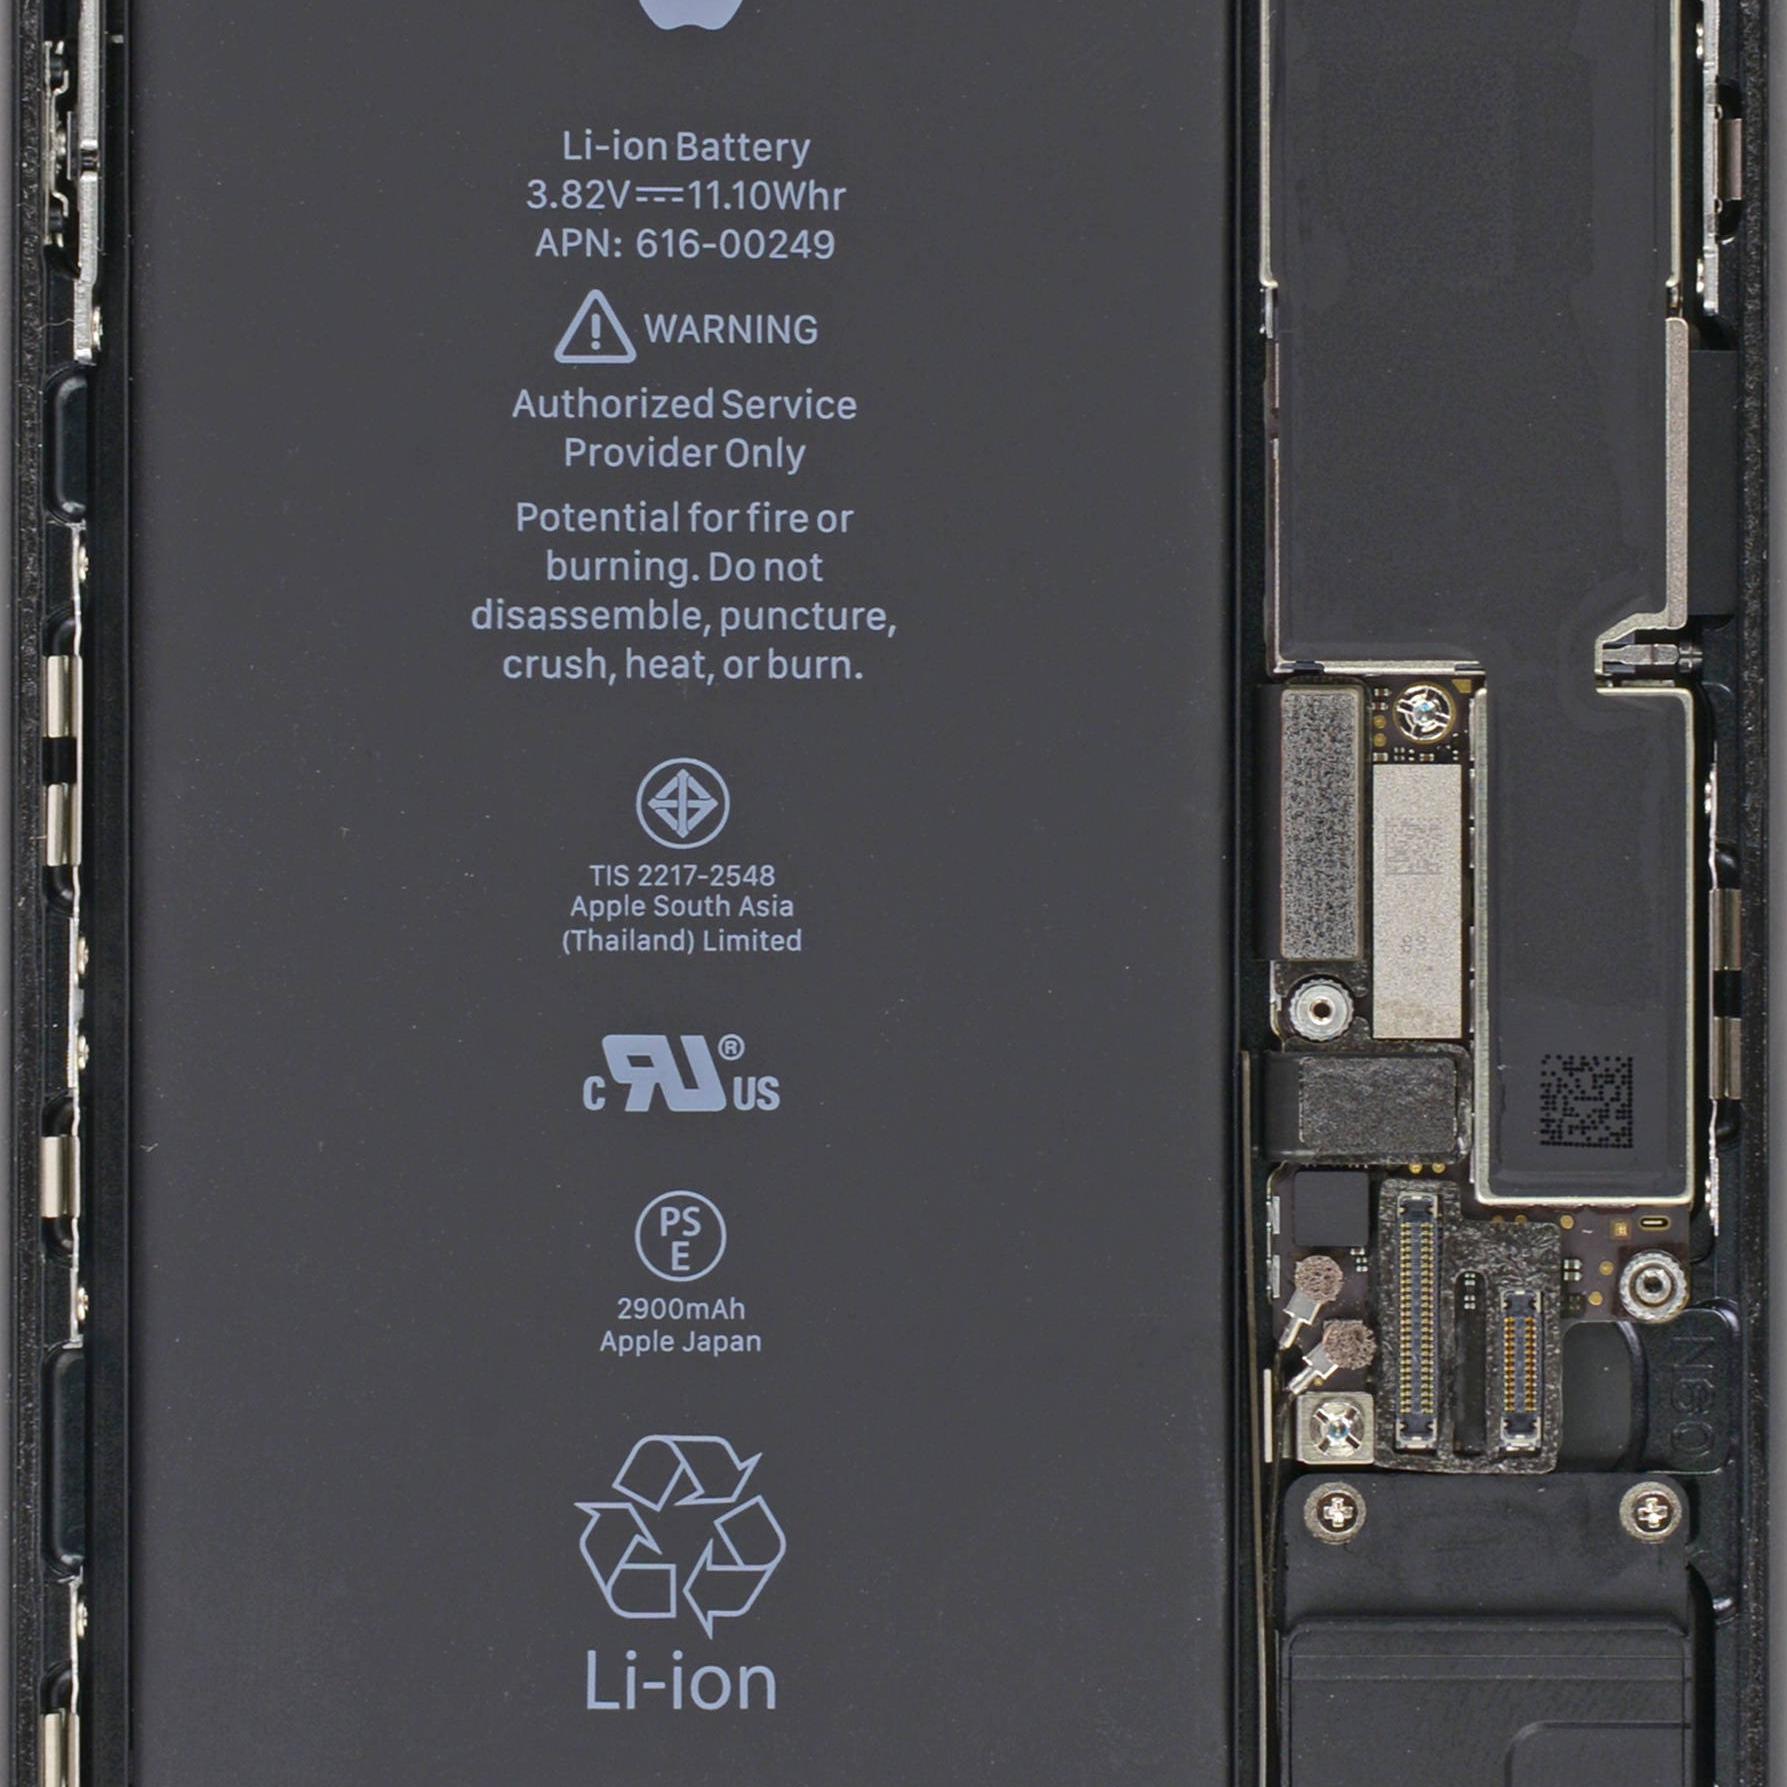 Li-ion Battery
3.82V⎓11.10Whr
APN: 616-00249
WARNING
Authorized Service
Provider Only
Potential for fire or
burning. Do not
disassemble, puncture,
crush, heat, or burn.
TIS 2217-2548
Apple South Asia
(Thailand) Limited
c RU® US
PS
E
2900mAh
Apple Japan
Li-ion